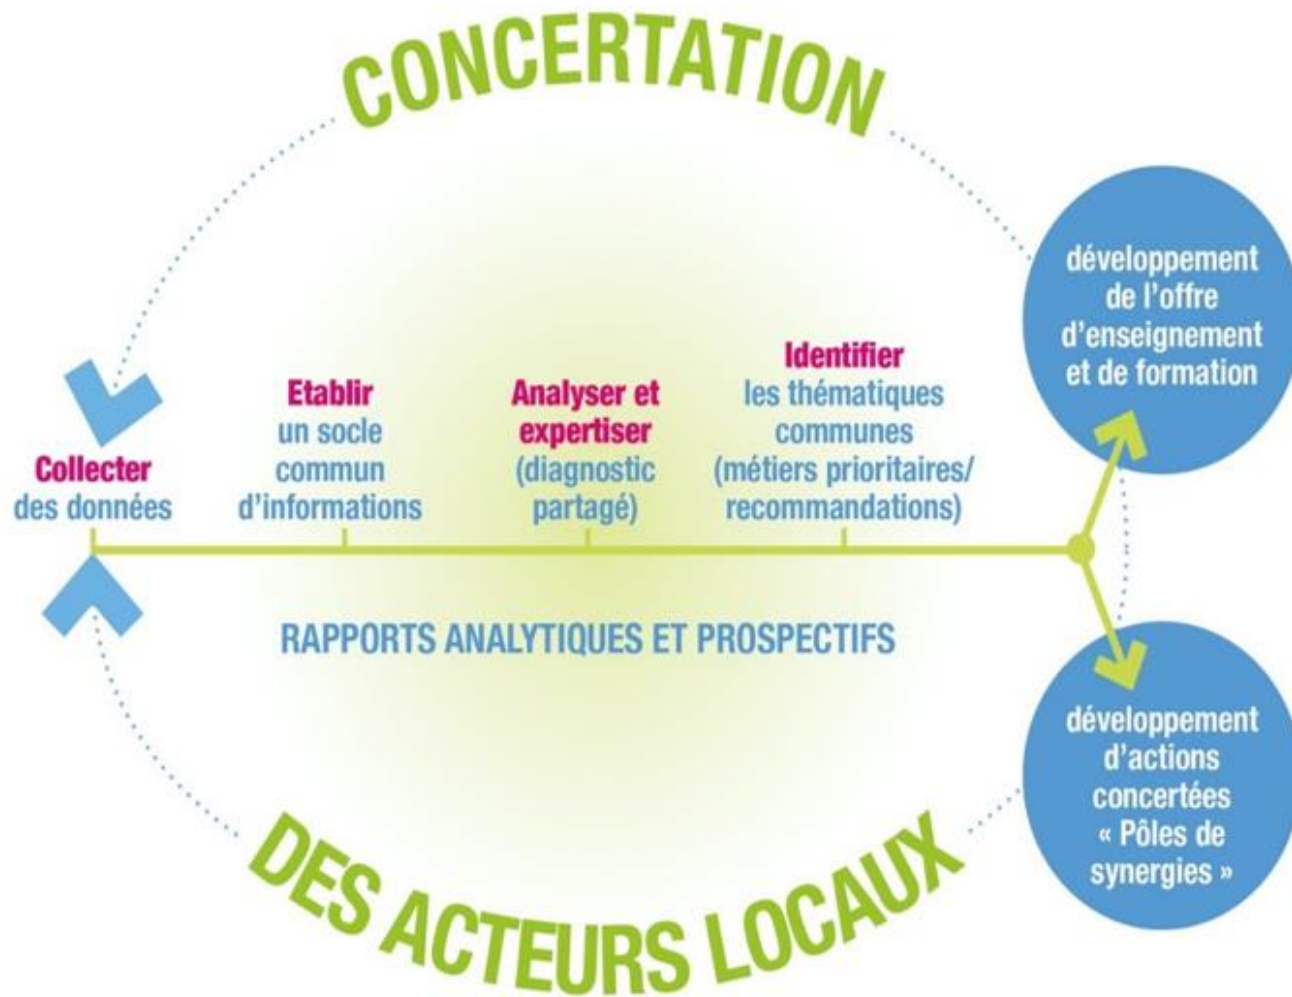 CONCERTATION
Collecter
des données
Etablir
un socle
commun
d'informations
Analyser et
expertiser
(diagnostic
partagé)
Identifier
les thématiques
communes
(métiers prioritaires/
recommandations)
développement
de l'offre
d'enseignement
et de formation
RAPPORTS ANALYTIQUES ET PROSPECTIFS
développement
d'actions
concertées
« Pôles de
synergies »
DES ACTEURS LOCAUX